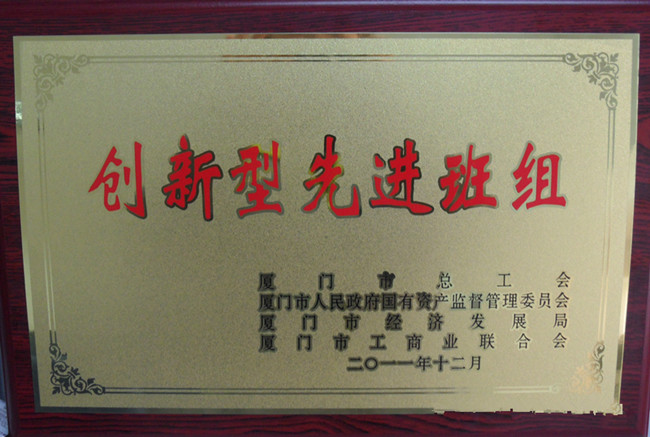 创新型先进班组
厦门市总工会
厦门市人民政府国有资产监督管理委员会
厦门市经济发展局
厦门市工商业联合会
二〇一一年十二月